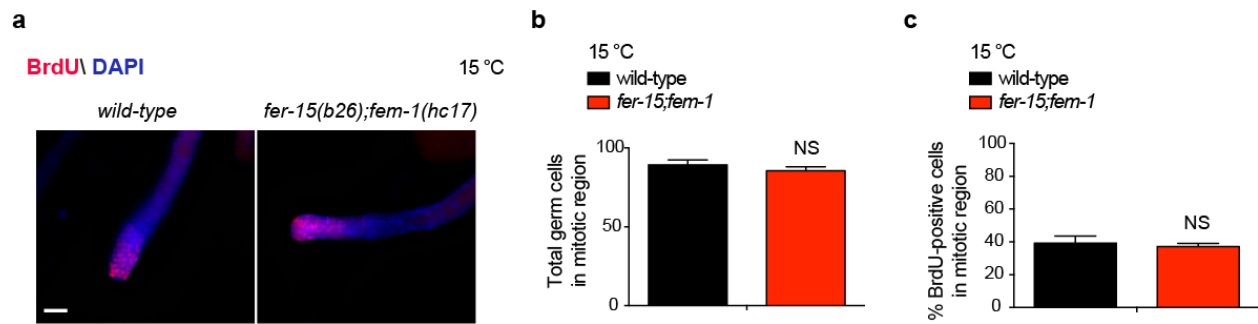 a
BrdU\ DAPI
15 °C
wild-type
fer-15(b26);fem-1(hc17)
b
15 °C
wild-type
fer-15;fem-1
Total germ cells
in mitotic region
100
50
0
NS
c
15 °C
wild-type
fer-15;fem-1
% BrdU-positive cells
in mitotic region
100
80
60
40
20
0
NS